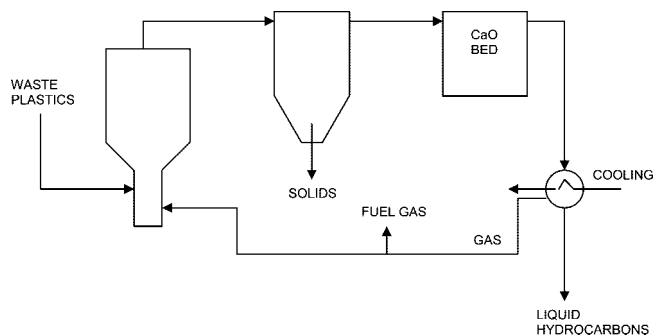 CaO
BED
WASTE
PLASTICS
COOLING
SOLIDS
FUEL GAS
GAS
LIQUID
HYDROCARBONS